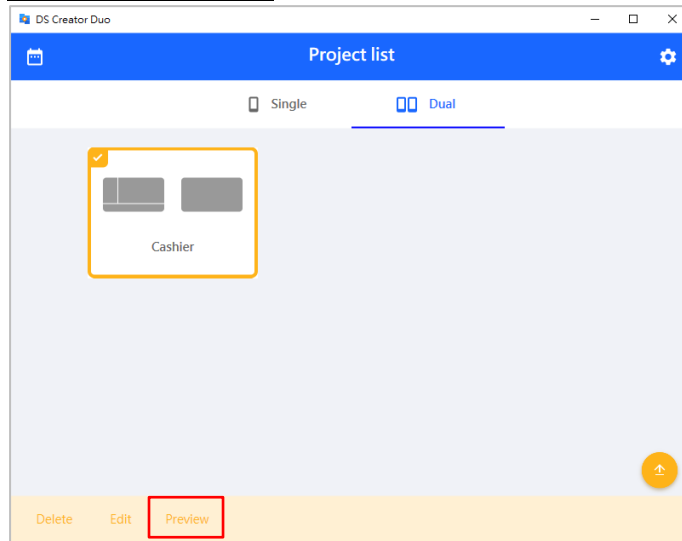 DS Creator Duo
Project list
Single Dual
Cashier
Delete Edit Preview